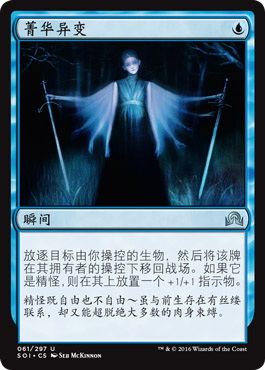 菁华异变
瞬间
放逐目标由你操控的生物，然后将该牌
在其拥有者的操控下移回战场。如果它
是精怪，则在其上放置一个 +1/+1 指示物。
精怪既自由也不自由～虽与前生存在有丝缕
联系，却又能超脱绝大多数的肉身束缚。
061/297 U
SOI • CS Seb McKinnon
™ & © 2016 Wizards of the Coast